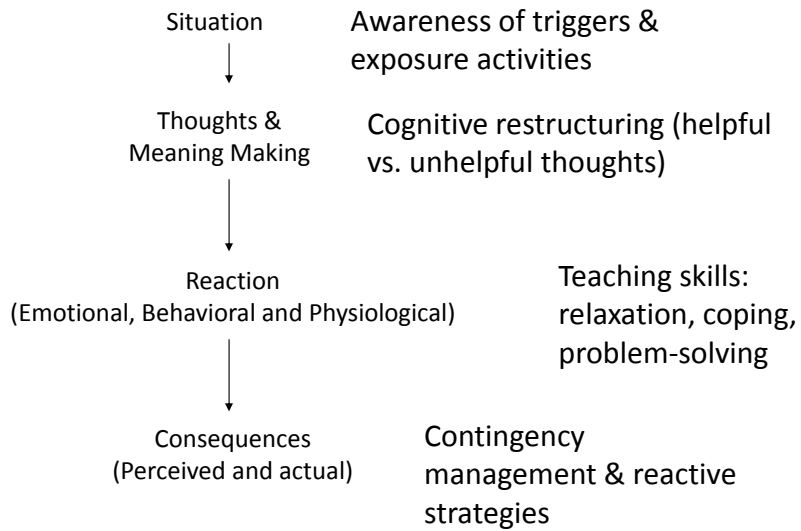 Situation
Awareness of triggers &
exposure activities
Thoughts &
Meaning Making
Cognitive restructuring (helpful
vs. unhelpful thoughts)
Reaction
(Emotional, Behavioral and Physiological)
Teaching skills:
relaxation, coping,
problem-solving
Consequences
(Perceived and actual)
Contingency
management & reactive
strategies